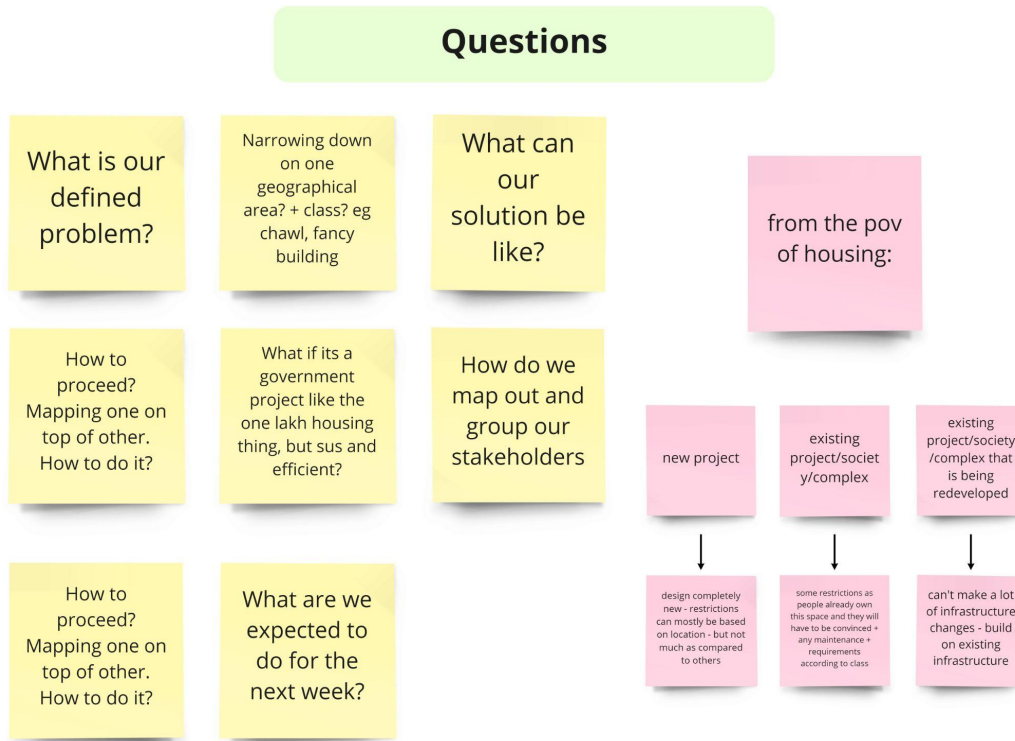 Questions
What is our
defined
problem?
Narrowing down
on one
geographical
area? + class? eg
chawl, fancy
building
What can
our
solution be
like?
How to
proceed?
Mapping one on
top of other.
How to do it?
What if its a
government
project like the
one lakh housing
thing, but sus and
efficient?
How do we
map out and
group our
stakeholders
How to
proceed?
Mapping one on
top of other.
How to do it?
What are we
expected to
do for the
next week?
from the pov
of housing:
new project
existing
project/societ
y/complex
existing
project/society
/complex that
is being
redeveloped
design completely
new - restrictions
can mostly be based
on location - but not
much as compared
to others
some restrictions as
people already own
this space and they will
have to be convinced +
any maintenance +
requirements
according to class
can't make a lot
of infrastructure
changes - build
on existing
infrastructure